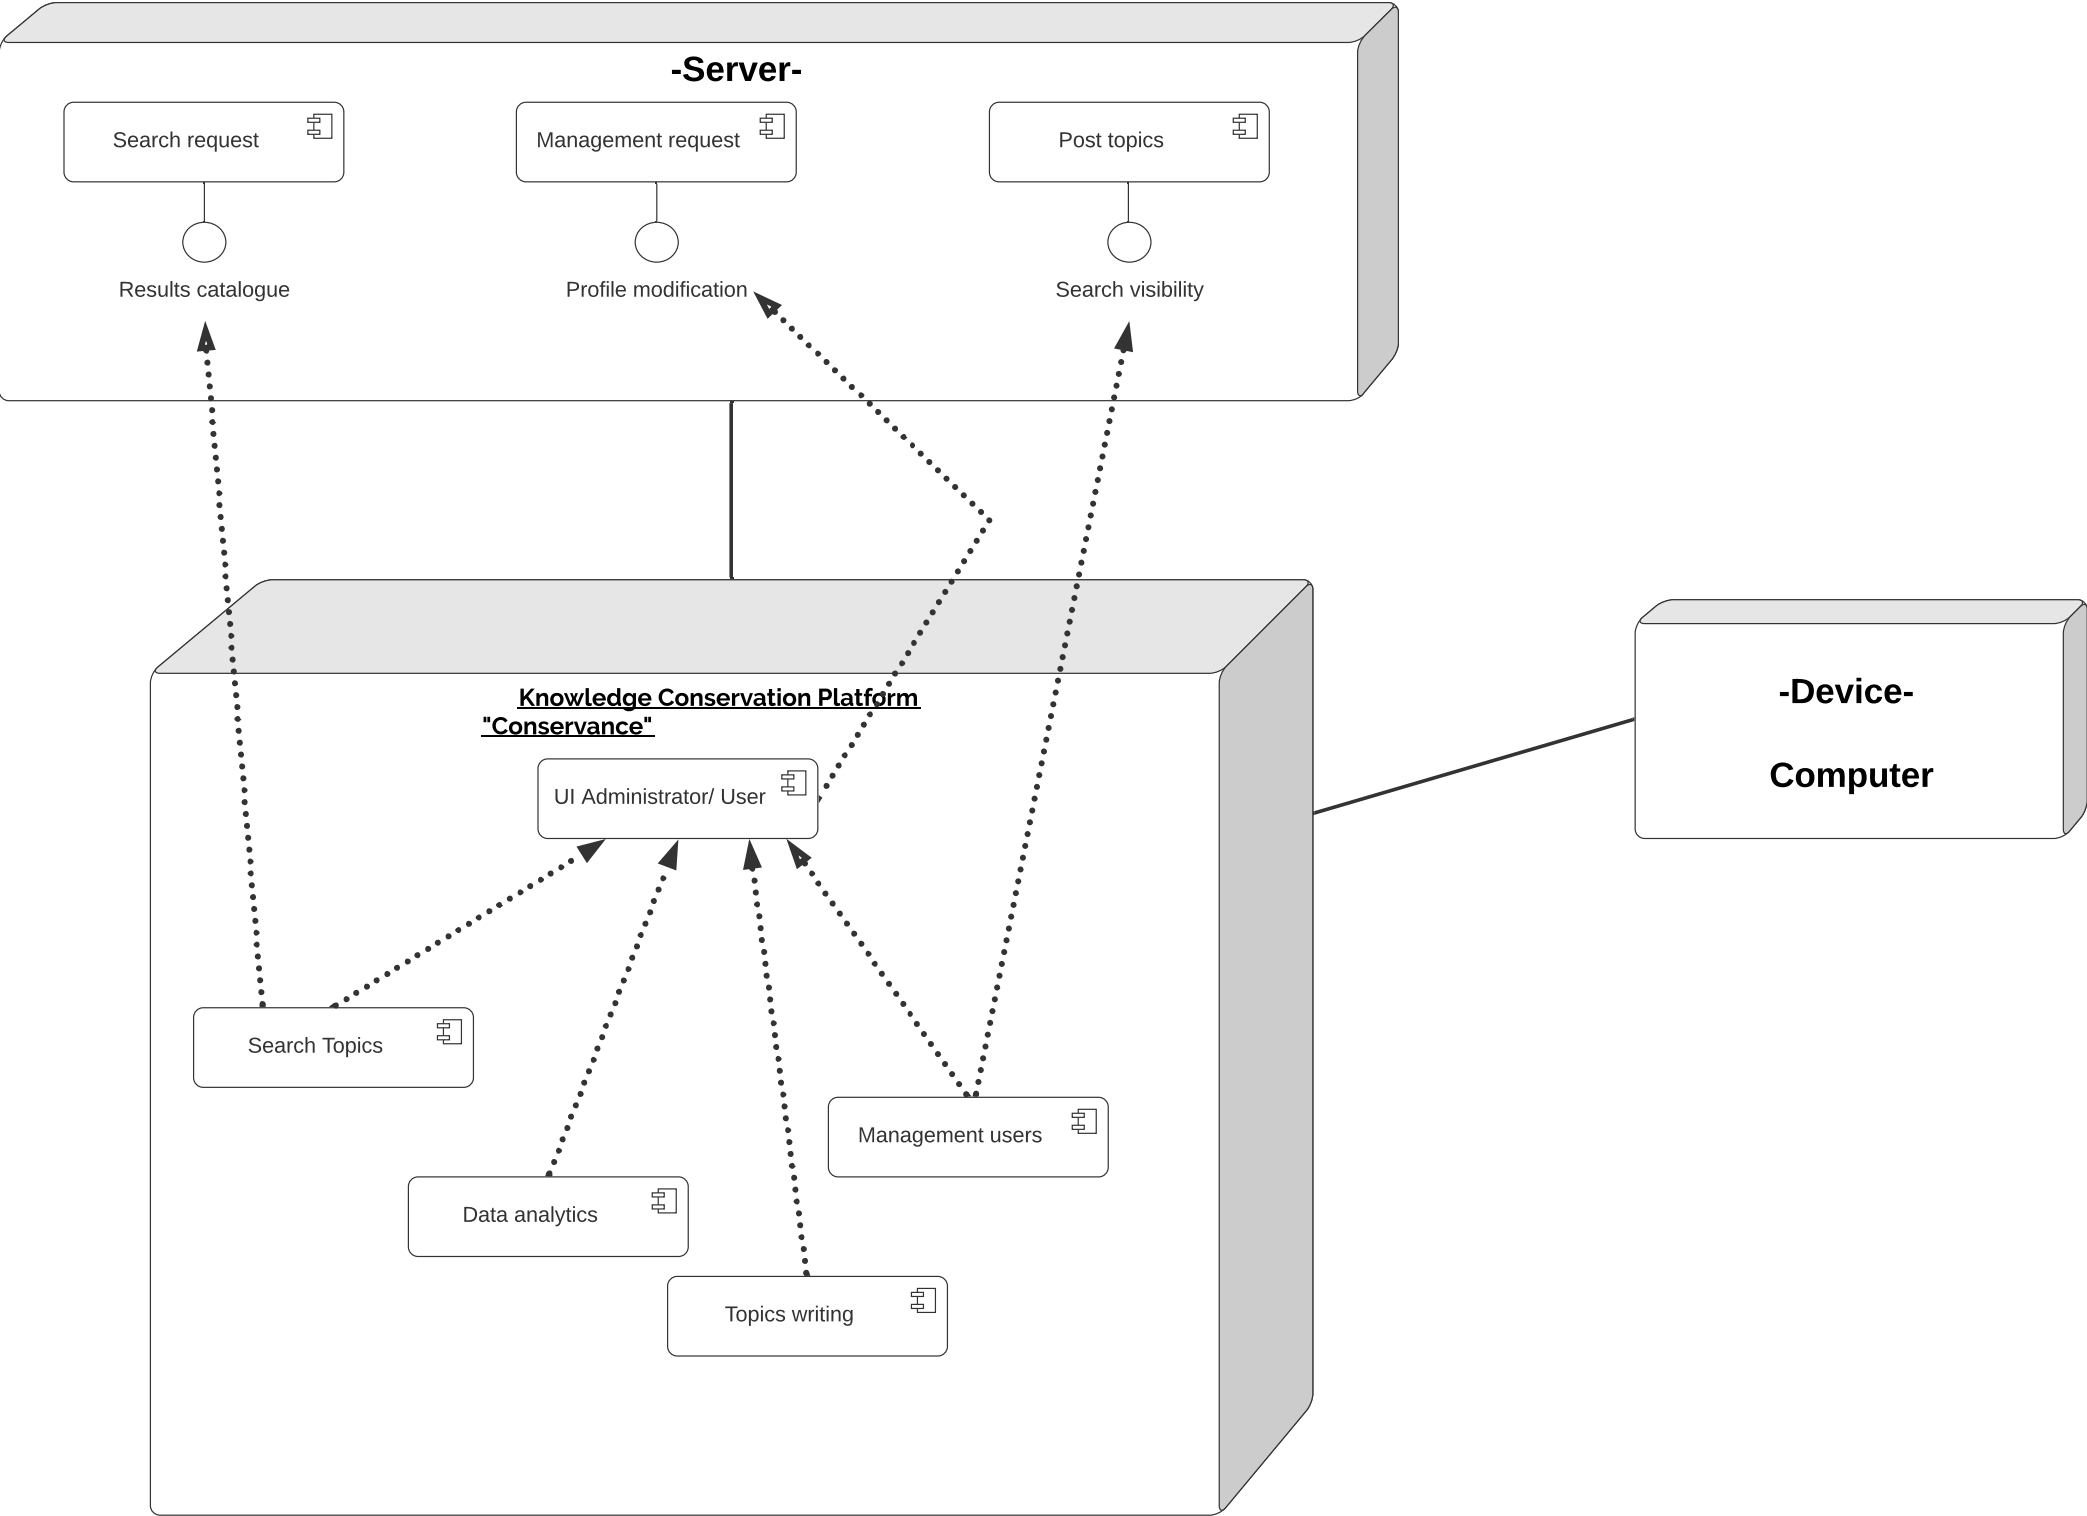 -Server-
Search request
Management request
Post topics
Results catalogue
Profile modification
Search visibility
Knowledge Conservation Platform
"Conservance"
UI Administrator/ User
-Device-
Computer
Search Topics
Management users
Data analytics
Topics writing